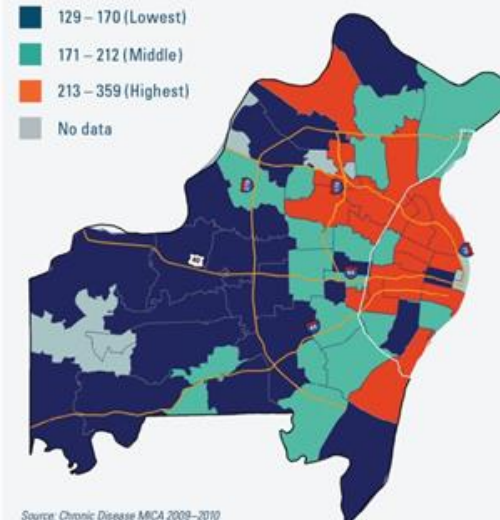 129 – 170 (Lowest)
171 – 212 (Middle)
213 – 359 (Highest)
No data
40
Source: Chronic Disease MICA 2009–2010